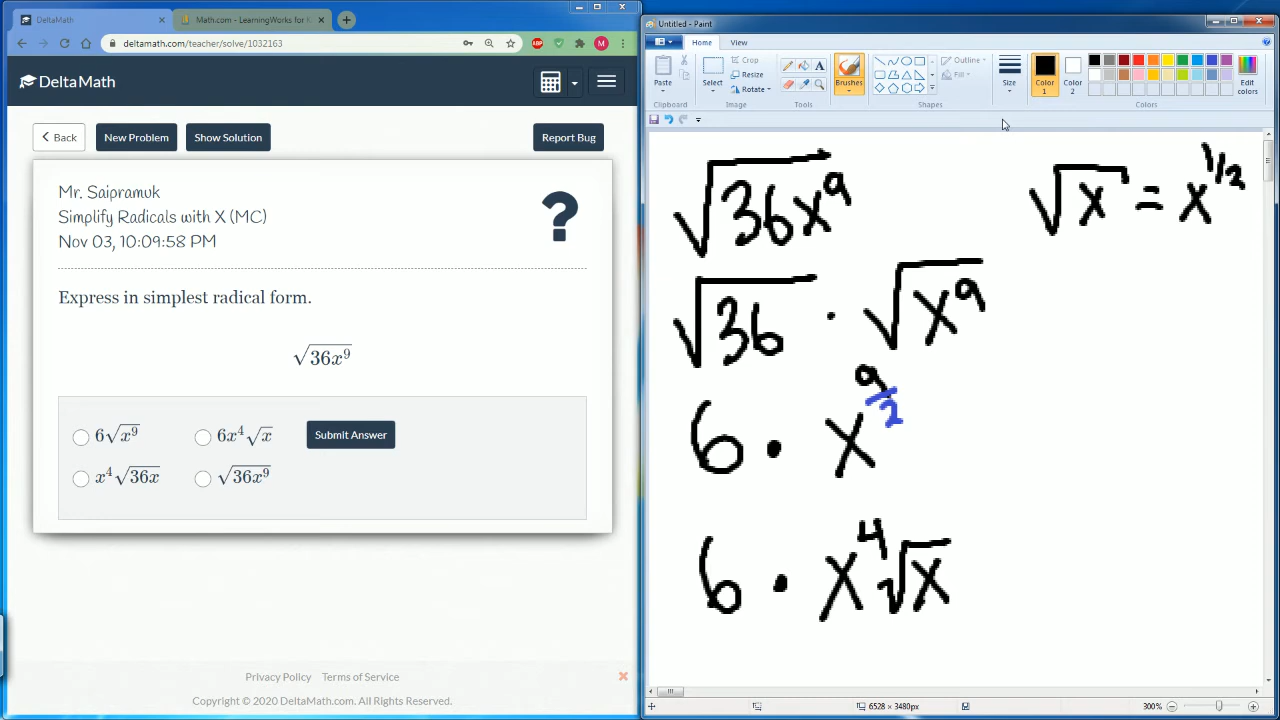 DeltaMath
Math.com - LearningWorks for K
deltamath.com/teacher/solve/1032163
ABP
M
DeltaMath
Back
New Problem
Show Solution
Report Bug
Mr. Saipramuk
Simplify Radicals with X (MC)
Nov 03, 10:09:58 PM
?
Express in simplest radical form.
√36x⁹
6√x⁹
6x⁴√x
Submit Answer
x⁴√36x
√36x⁹
Privacy Policy
Terms of Service
Copyright © 2020 DeltaMath.com. All Rights Reserved.
Untitled - Paint
Home
View
Paste
Clipboard
Select
Crop
Resize
Rotate
Image
A
Tools
Brushes
Outline
Fill
Shapes
Size
Color 1
Color 2
Edit colors
Colors
√36x⁹
√x = x^1/2
√36 · √x⁹
6 · x^9/2
6 · x⁴√x
6528 × 3480px
300%